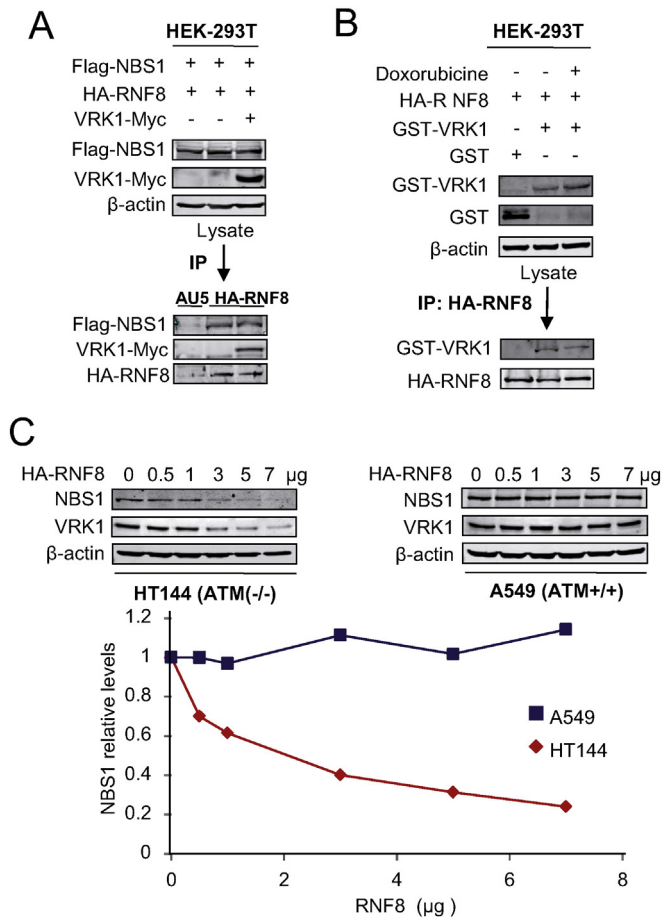 A
HEK-293T
Flag-NBS1 + + +
HA-RNF8 + + +
VRK1-Myc - - +
Flag-NBS1
VRK1-Myc
β-actin
Lysate
IP
AU5 HA-RNF8
Flag-NBS1
VRK1-Myc
HA-RNF8
B
HEK-293T
Doxorubicine - - +
HA-R NF8 + + +
GST-VRK1 - + +
GST + - -
GST-VRK1
GST
β-actin
Lysate
IP: HA-RNF8
GST-VRK1
HA-RNF8
C
HA-RNF8 0 0.5 1 3 5 7 µg
NBS1
VRK1
β-actin
HT144 (ATM(-/-)
HA-RNF8 0 0.5 1 3 5 7 µg
NBS1
VRK1
β-actin
A549 (ATM+/+)
NBS1 relative levels
1.2
1
0.8
0.6
0.4
0.2
0
A549
HT144
0 2 4 6 8
RNF8 (µg )